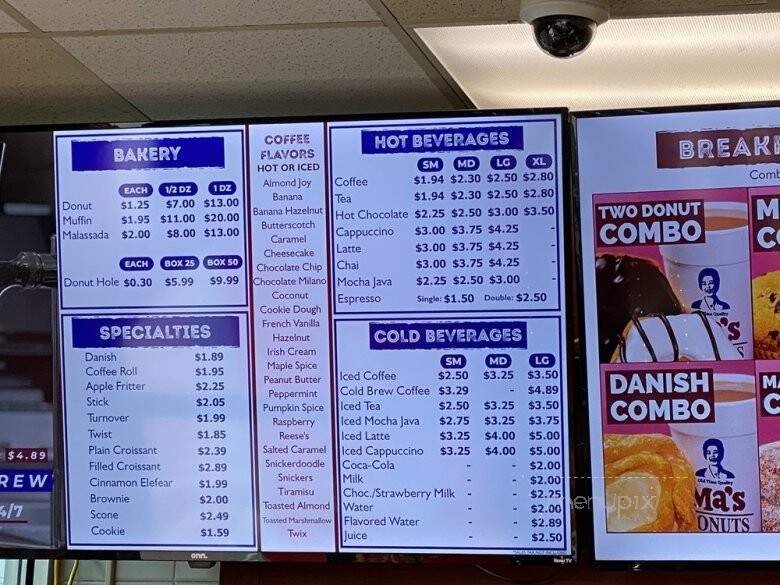 BAKERY
EACH 1/2 DZ 1 DZ
Donut $1.25 $7.00 $13.00
Muffin $1.95 $11.00 $20.00
Malassada $2.00 $8.00 $13.00
EACH BOX 25 BOX 50
Donut Hole $0.30 $5.99 $9.99
SPECIALTIES
Danish $1.89
Coffee Roll $1.95
Apple Fritter $2.25
Stick $2.05
Turnover $1.99
Twist $1.85
Plain Croissant $2.39
Filled Croissant $2.89
Cinnamon Elefear $1.99
Brownie $2.00
Scone $2.49
Cookie $1.59
COFFEE
FLAVORS
HOT OR ICED
Almond Joy
Banana
Banana Hazelnut
Butterscotch
Caramel
Cheesecake
Chocolate Chip
Chocolate Milano
Coconut
Cookie Dough
French Vanilla
Hazelnut
Irish Cream
Maple Spice
Peanut Butter
Peppermint
Pumpkin Spice
Raspberry
Reese's
Salted Caramel
Snickerdoodle
Snickers
Tiramisu
Toasted Almond
Toasted Marshmallow
Twix
HOT BEVERAGES
SM MD LG XL
Coffee $1.94 $2.30 $2.50 $2.80
Tea $1.94 $2.30 $2.50 $2.80
Hot Chocolate $2.25 $2.50 $3.00 $3.50
Cappuccino $3.00 $3.75 $4.25 -
Latte $3.00 $3.75 $4.25 -
Chai $3.00 $3.75 $4.25 -
Mocha Java $2.25 $2.50 $3.00 -
Espresso Single: $1.50 Double: $2.50
COLD BEVERAGES
SM MD LG
Iced Coffee $2.50 $3.25 $3.50
Cold Brew Coffee $3.29 - $4.89
Iced Tea $2.50 $3.25 $3.50
Iced Mocha Java $2.75 $3.25 $3.75
Iced Latte $3.25 $4.00 $5.00
Iced Cappuccino $3.25 $4.00 $5.00
Coca-Cola - - $2.00
Milk - - $2.00
Choc./Strawberry Milk - - $2.25
Water - - $2.00
Flavored Water - - $2.89
Juice - - $2.50
BREAK
Comb
TWO DONUT
COMBO
M
CO
's
DANISH
COMBO
MA
C
Ma's
ONUTS
$4.89
REW
4/7
onn.
Roku TV
menupix